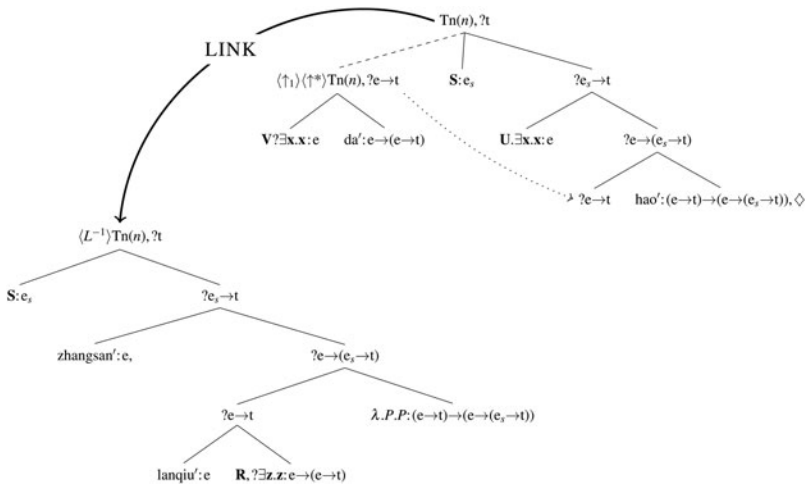 Tn(n), ?t
LINK
⟨↑₁⟩⟨↑*⟩Tn(n), ?e→t
S:eₛ
?eₛ→t
V?∃x.x:e
da′:e→(e→t)
U.∃x.x:e
?e→(eₛ→t)
?e→t
hao′:(e→t)→(e→(eₛ→t)),◇
⟨L⁻¹⟩Tn(n), ?t
S:eₛ
?eₛ→t
zhangsan′:e,
?e→(eₛ→t)
?e→t
λ.P.P:(e→t)→(e→(eₛ→t))
lanqiu′:e
R, ?∃z.z:e→(e→t)